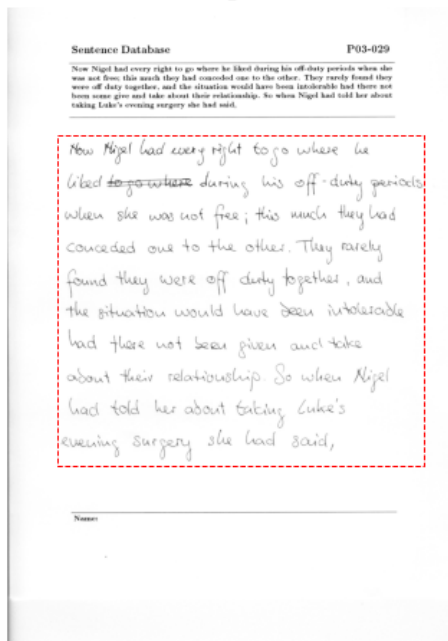 Sentence Database P03-029
Now Nigel had every right to go where he liked during his off-duty periods when she
was not free; this much they had conceded one to the other. They rarely found they
were off duty together, and the situation would have been intolerable had there not
been some give and take about their relationship. So when Nigel had told her about
taking Luke's evening surgery she had said,
Now Nigel had every right to go where he
liked to go where during his off-duty periods
when she was not free; this much they had
conceded one to the other. They rarely
found they were off duty together, and
the situation would have been intolerable
had there not been given and take
about their relationship. So when Nigel
had told her about taking Luke's
evening surgery she had said,
Name: